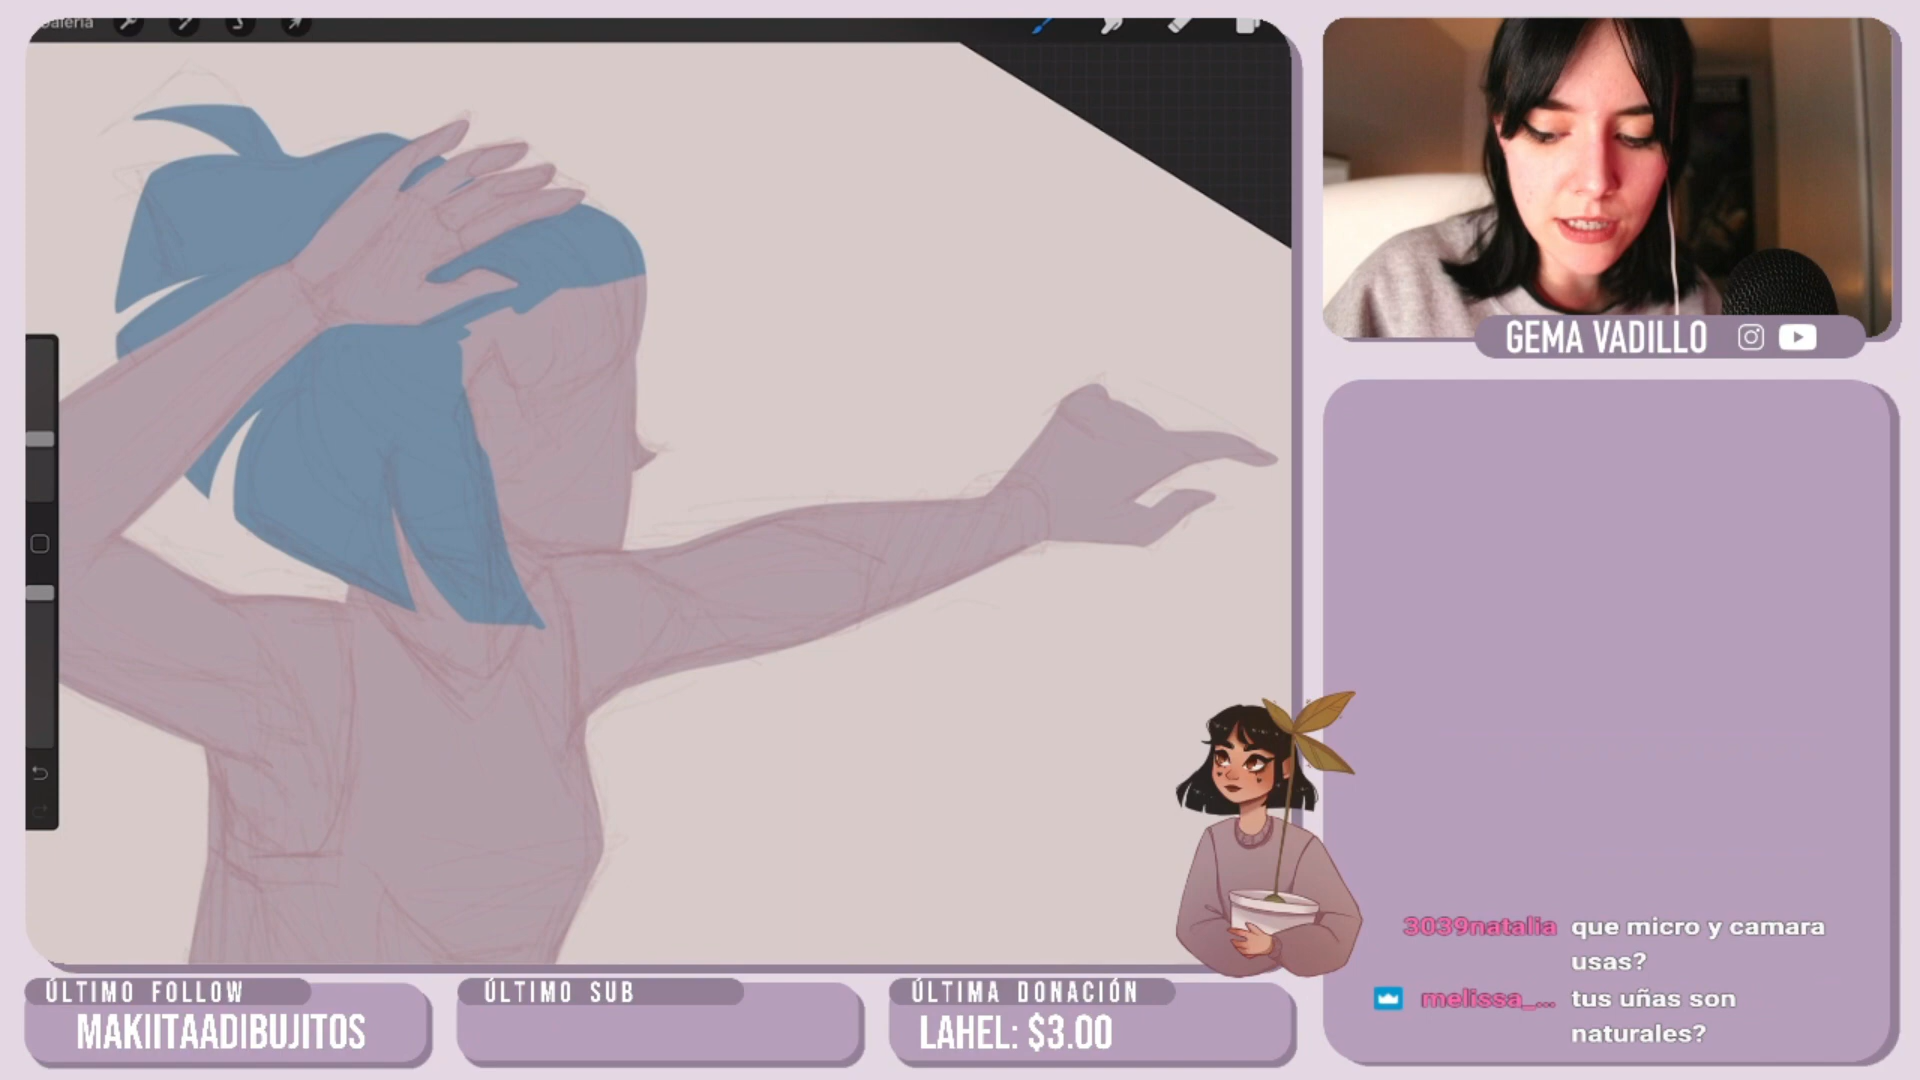 GEMA VADILLO
3039natalia que micro y camara
usas?
melissa_... tus uñas son
naturales?
ÚLTIMO FOLLOW
MAKIITAADIBUJITOS
ÚLTIMO SUB
ÚLTIMA DONACIÓN
LAHEL: $3.00